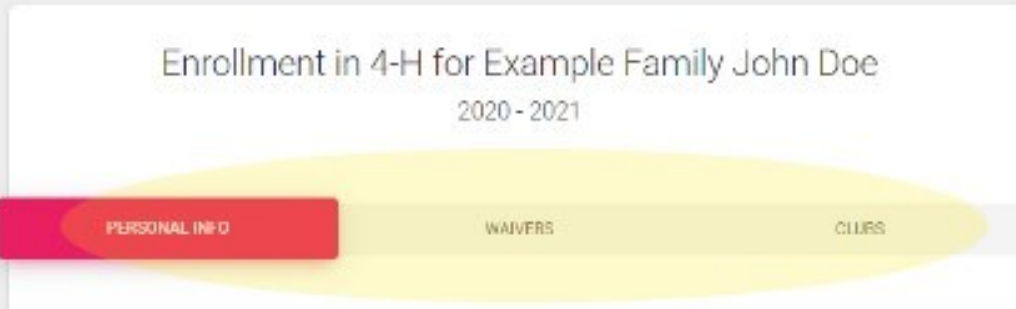 Enrollment in 4-H for Example Family John Doe
2020 - 2021
PERSONAL INFO WAIVERS CLUBS